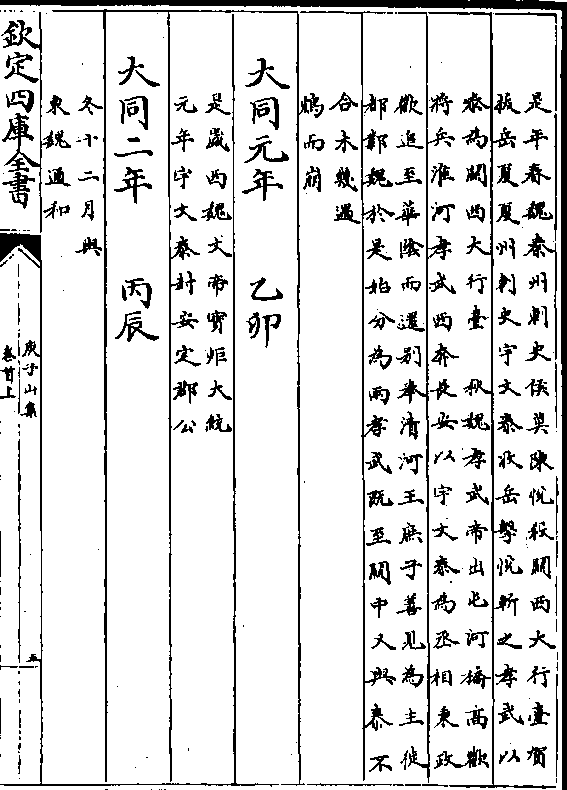 是年春魏秦州刺史侯莫陳悅殺闗西大行臺賀
拔岳夏夏州刺史宇文泰收岳擊悅斬之孝武以
泰為闗西大行臺 秋魏孝武帝出屯河橋髙歡
將兵淮河孝武西奔長安以宇文泰為丞相東政
歡追至華陰而還别奉清河王庶子善見為主徙
都鄴魏於是始分為兩孝武既至闗中又與泰不
合未幾遇
鴆而崩
大同元年 乙卯
是歲西魏文帝寶炬大統
元年宇文泰封安定郡公
大同二年 丙辰
冬十二月與
東魏通和
欽定四庫全書
庾子山集
卷首上
五